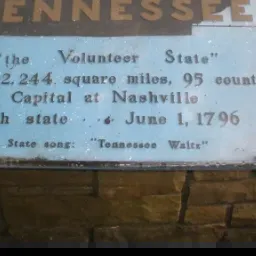 TENNESSEE
"the Volunteer State"
2,244 square miles, 95 count
Capital at Nashville
h state June 1, 1796
State song: "Tennessee Waltz"